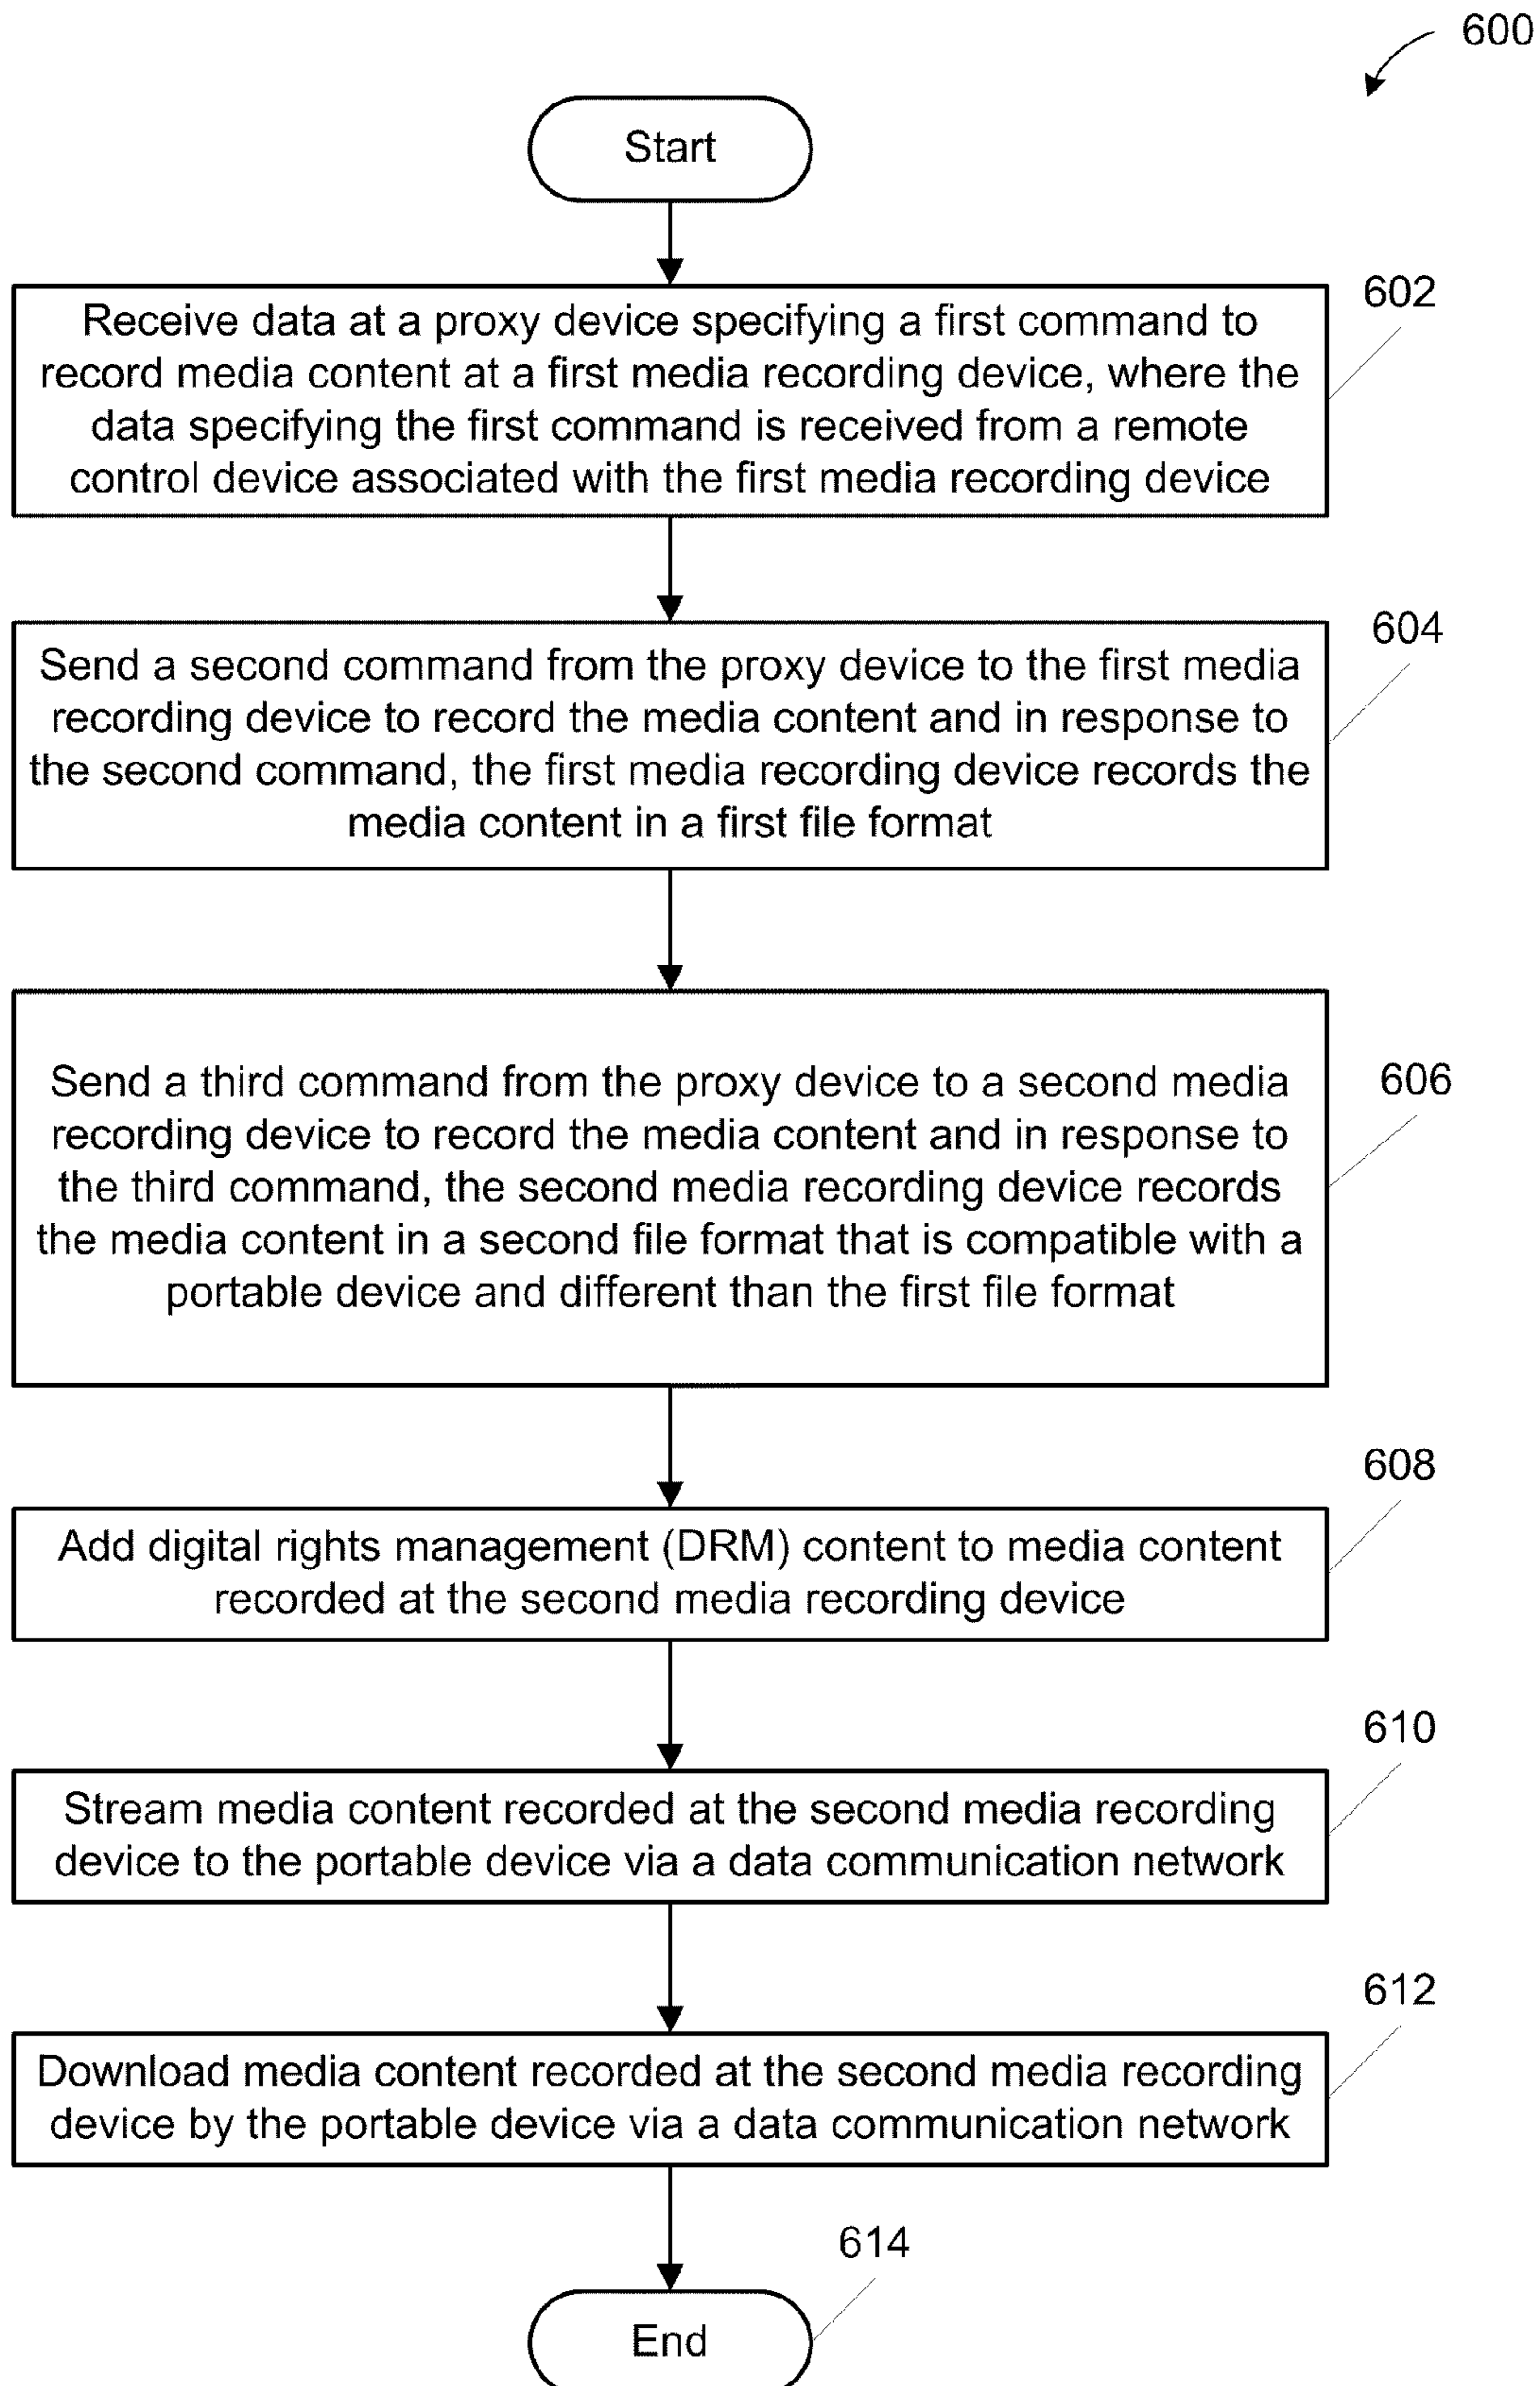 600
Start
602
Receive data at a proxy device specifying a first command to
record media content at a first media recording device, where the
data specifying the first command is received from a remote
control device associated with the first media recording device
604
Send a second command from the proxy device to the first media
recording device to record the media content and in response to
the second command, the first media recording device records the
media content in a first file format
606
Send a third command from the proxy device to a second media
recording device to record the media content and in response to
the third command, the second media recording device records
the media content in a second file format that is compatible with a
portable device and different than the first file format
608
Add digital rights management (DRM) content to media content
recorded at the second media recording device
610
Stream media content recorded at the second media recording
device to the portable device via a data communication network
612
Download media content recorded at the second media recording
device by the portable device via a data communication network
614
End